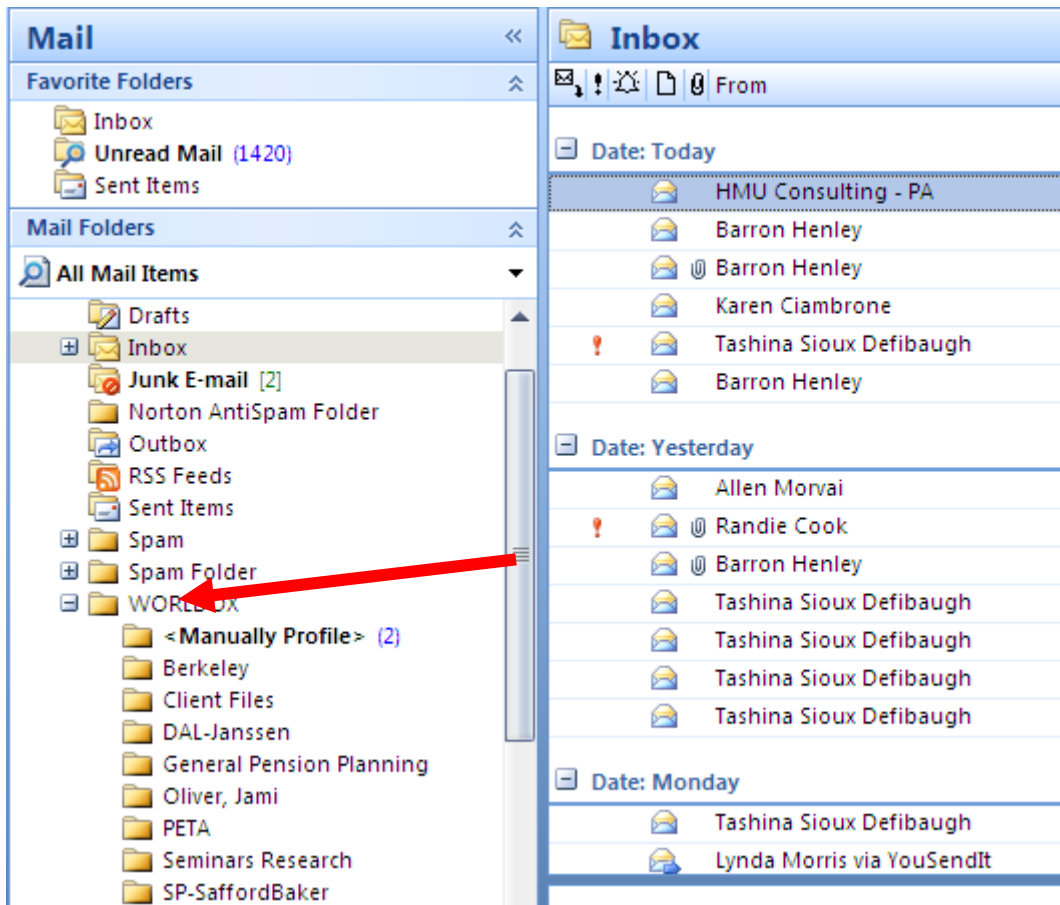 Mail
Favorite Folders
Inbox
Unread Mail (1420)
Sent Items
Mail Folders
All Mail Items
Drafts
Inbox
Junk E-mail [2]
Norton AntiSpam Folder
Outbox
RSS Feeds
Sent Items
Spam
Spam Folder
WORLDOX
<Manually Profile> (2)
Berkeley
Client Files
DAL-Janssen
General Pension Planning
Oliver, Jami
PETA
Seminars Research
SP-SaffordBaker
Inbox
From
Date: Today
HMU Consulting - PA
Barron Henley
Barron Henley
Karen Ciambrone
Tashina Sioux Defibaugh
Barron Henley
Date: Yesterday
Allen Morvai
Randie Cook
Barron Henley
Tashina Sioux Defibaugh
Tashina Sioux Defibaugh
Tashina Sioux Defibaugh
Tashina Sioux Defibaugh
Date: Monday
Tashina Sioux Defibaugh
Lynda Morris via YouSendIt